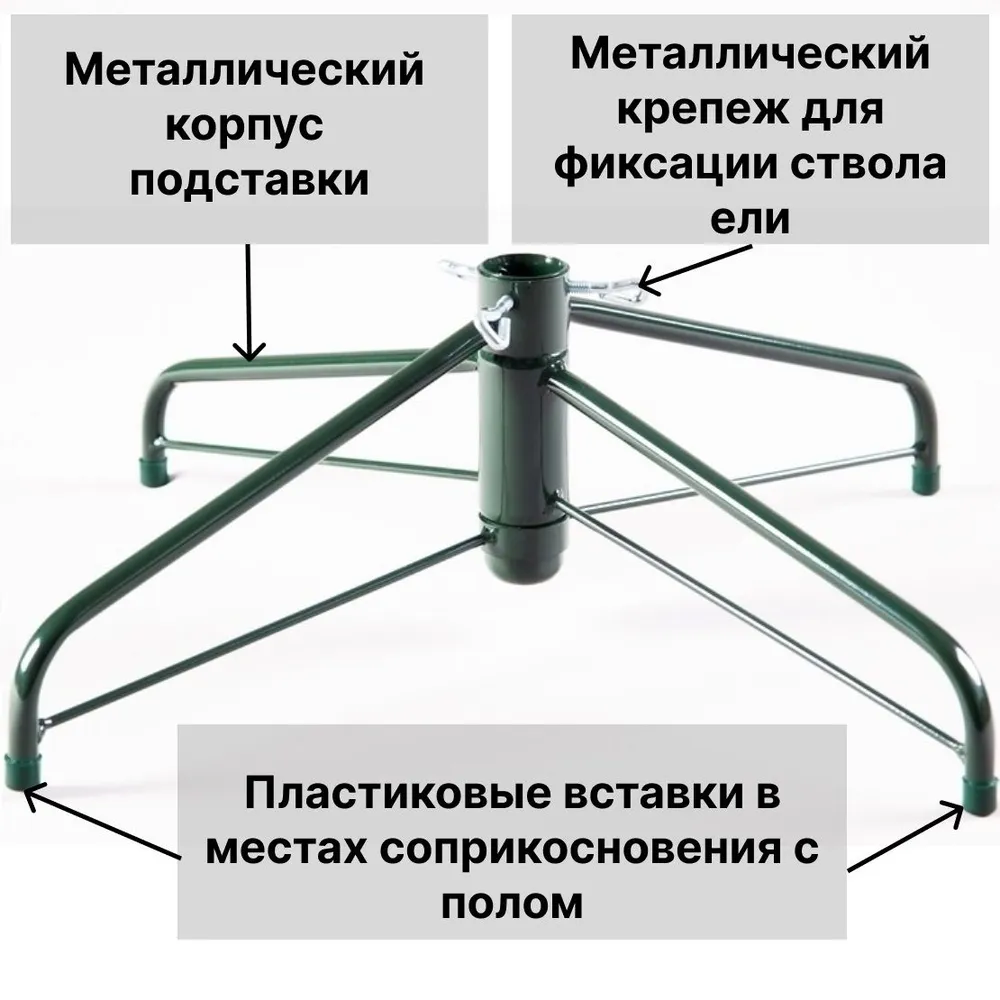 Металлический
корпус
подставки
Металлический
крепеж для
фиксации ствола
ели
Пластиковые вставки в
местах соприкосновения с
полом